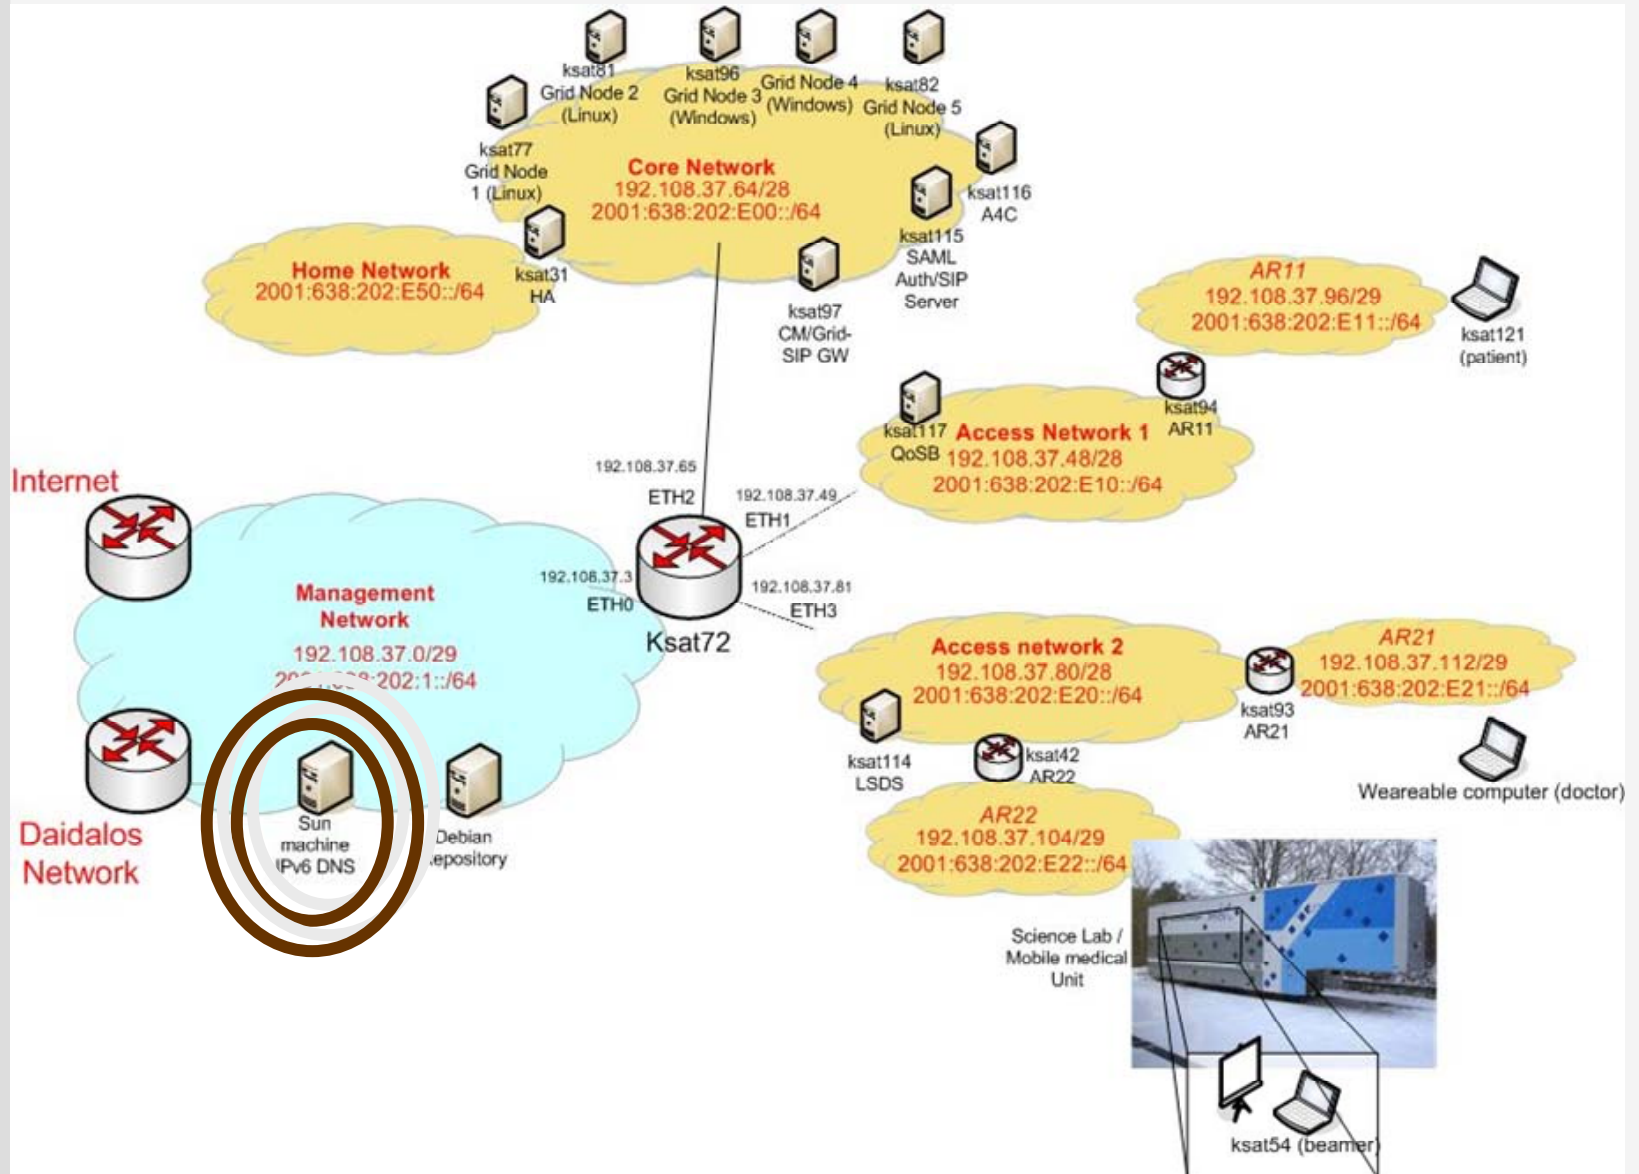 ksat81
Grid Node 2
(Linux)
ksat96
Grid Node 3
(Windows)
Grid Node 4
(Windows)
ksat82
Grid Node 5
(Linux)
ksat77
Grid Node
1 (Linux)
Core Network
192.108.37.64/28
2001:638:202:E00::/64
ksat116
A4C
ksat115
SAML
Auth/SIP
Server
ksat31
HA
Home Network
2001:638:202:E50::/64
ksat97
CM/Grid-
SIP GW
AR11
192.108.37.96/29
2001:638:202:E11::/64
ksat121
(patient)
ksat94
AR11
ksat117
QoSB
Access Network 1
192.108.37.48/28
2001:638:202:E10::/64
Internet
192.108.37.65
ETH2
192.108.37.49
ETH1
192.108.37.3
ETH0
192.108.37.81
ETH3
Ksat72
Management
Network
192.108.37.0/29
2001:638:202:1::/64
Access network 2
192.108.37.80/28
2001:638:202:E20::/64
AR21
192.108.37.112/29
2001:638:202:E21::/64
ksat93
AR21
ksat114
LSDS
ksat42
AR22
Weareable computer (doctor)
AR22
192.108.37.104/29
2001:638:202:E22::/64
Daidalos
Network
Sun
machine
IPv6 DNS
Debian
repository
Science Lab /
Mobile medical
Unit
ksat54 (beamer)